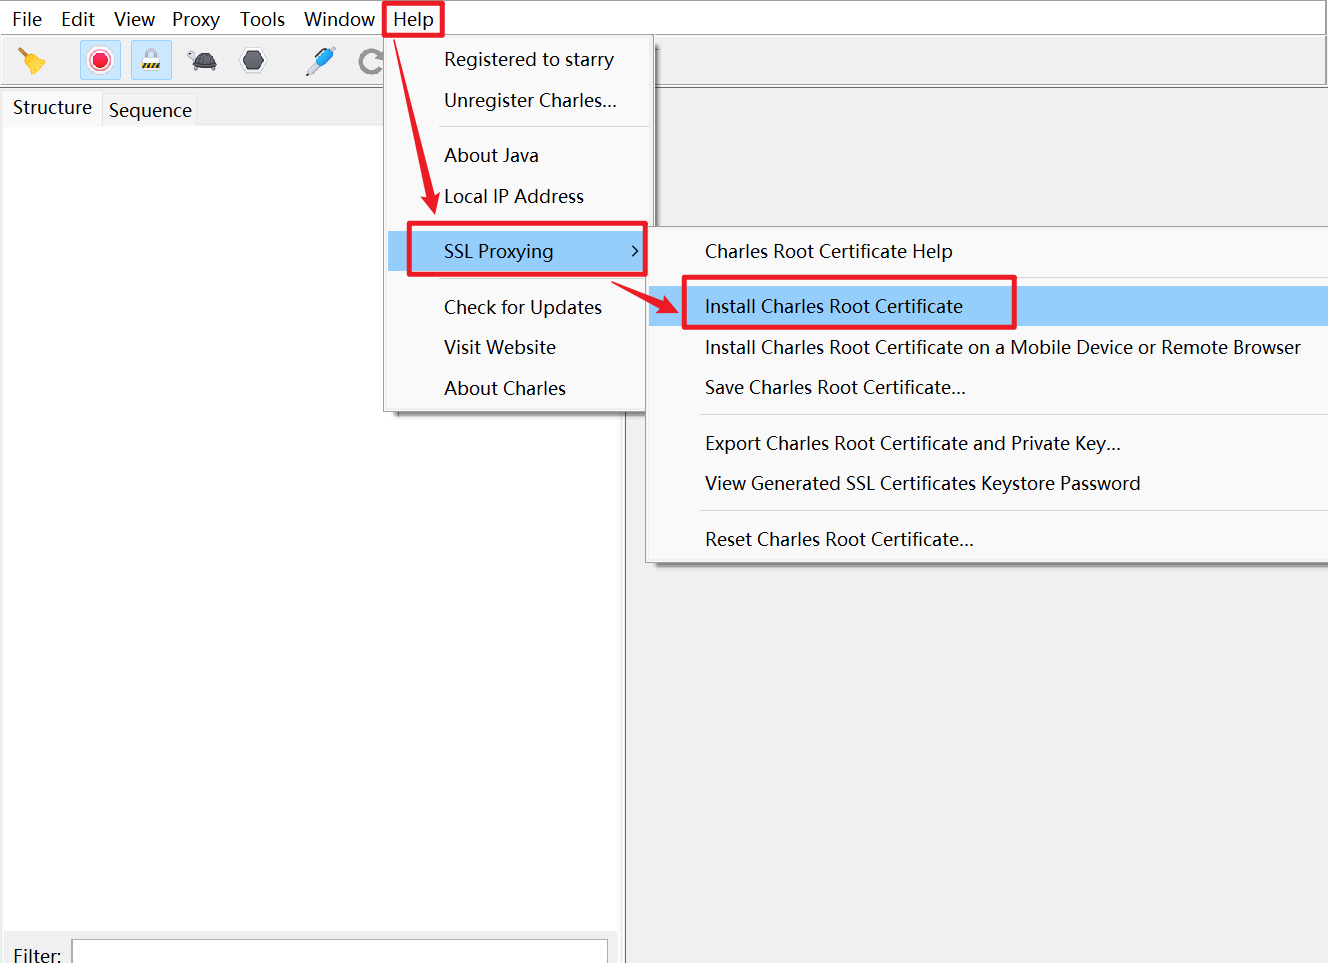 File Edit View Proxy Tools Window Help
Structure Sequence
Registered to starry
Unregister Charles...
About Java
Local IP Address
SSL Proxying
Check for Updates
Visit Website
About Charles
Charles Root Certificate Help
Install Charles Root Certificate
Install Charles Root Certificate on a Mobile Device or Remote Browser
Save Charles Root Certificate...
Export Charles Root Certificate and Private Key...
View Generated SSL Certificates Keystore Password
Reset Charles Root Certificate...
Filter: